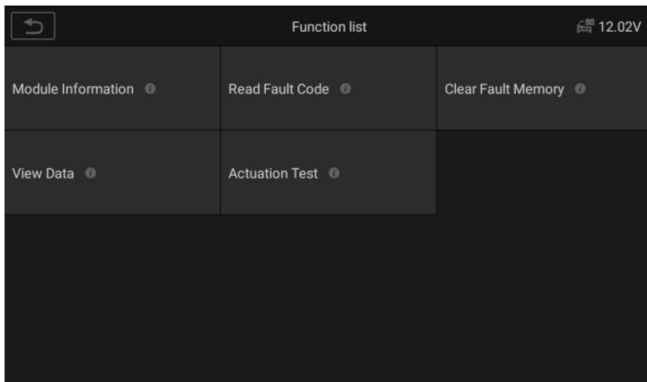 Function list
12.02V
Module Information
Read Fault Code
Clear Fault Memory
View Data
Actuation Test